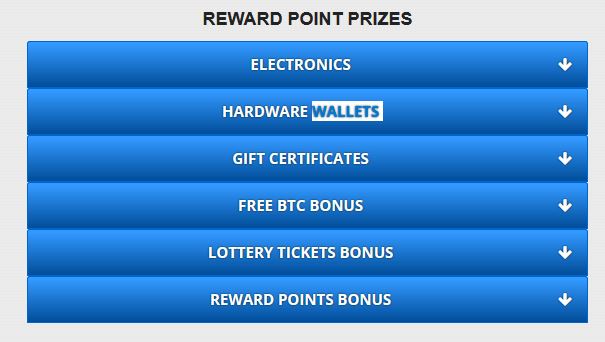 REWARD POINT PRIZES
ELECTRONICS
HARDWARE WALLETS
GIFT CERTIFICATES
FREE BTC BONUS
LOTTERY TICKETS BONUS
REWARD POINTS BONUS